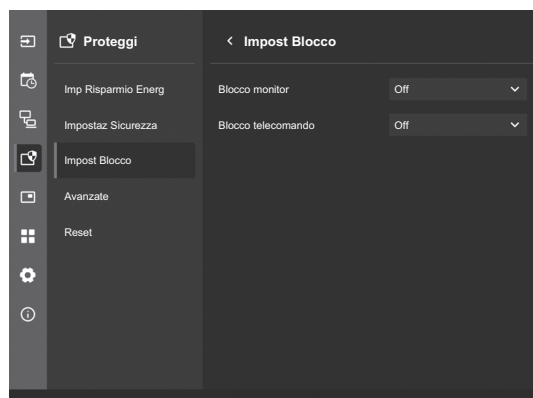 Proteggi
Imp Risparmio Energ
Impostaz Sicurezza
Impost Blocco
Avanzate
Reset
Impost Blocco
Blocco monitor
Off
Blocco telecomando
Off